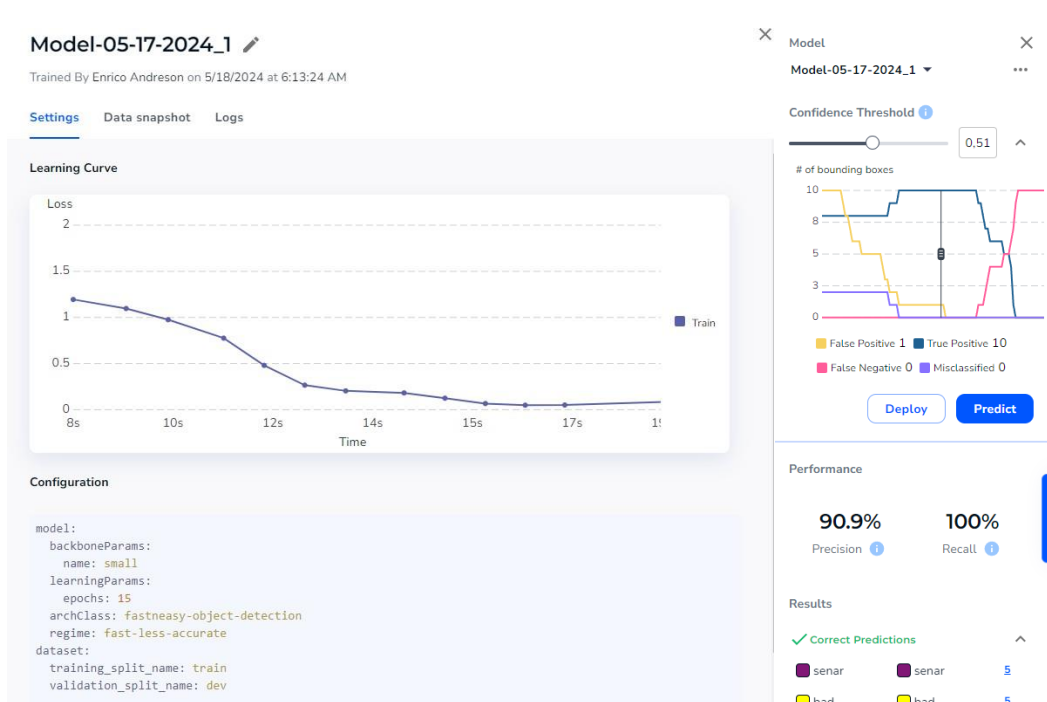 Model-05-17-2024_1
Trained By Enrico Andreson on 5/18/2024 at 6:13:24 AM
Settings Data snapshot Logs
Learning Curve
Loss
2
1.5
1
0.5
0
8s 10s 12s 14s 15s 17s
Time
Train
Configuration
model:
backboneParams:
name: small
learningParams:
epochs: 15
archClass: fastneasy-object-detection
regime: fast-less-accurate
dataset:
training_split_name: train
validation_split_name: dev
Model
Model-05-17-2024_1
Confidence Threshold
0,51
# of bounding boxes
10
8
5
3
0
False Positive 1 True Positive 10
False Negative 0 Misclassified 0
Deploy Predict
Performance
90.9% 100%
Precision Recall
Results
Correct Predictions
senar senar 5
bad bad 5